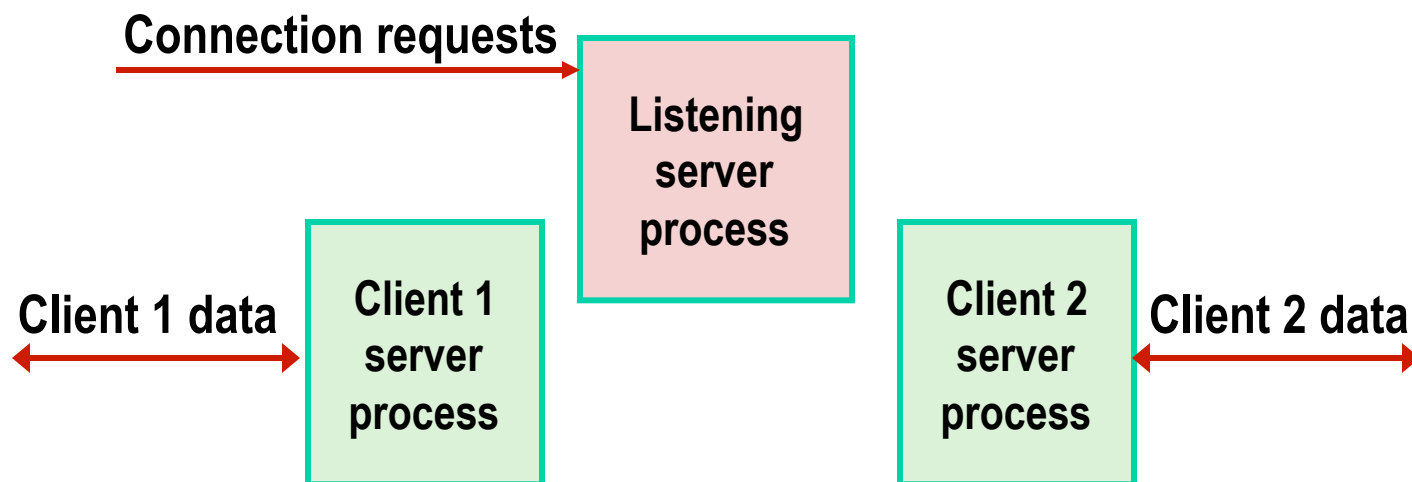 Connection requests
Listening
server
process
Client 1 data
Client 1
server
process
Client 2
server
process
Client 2 data